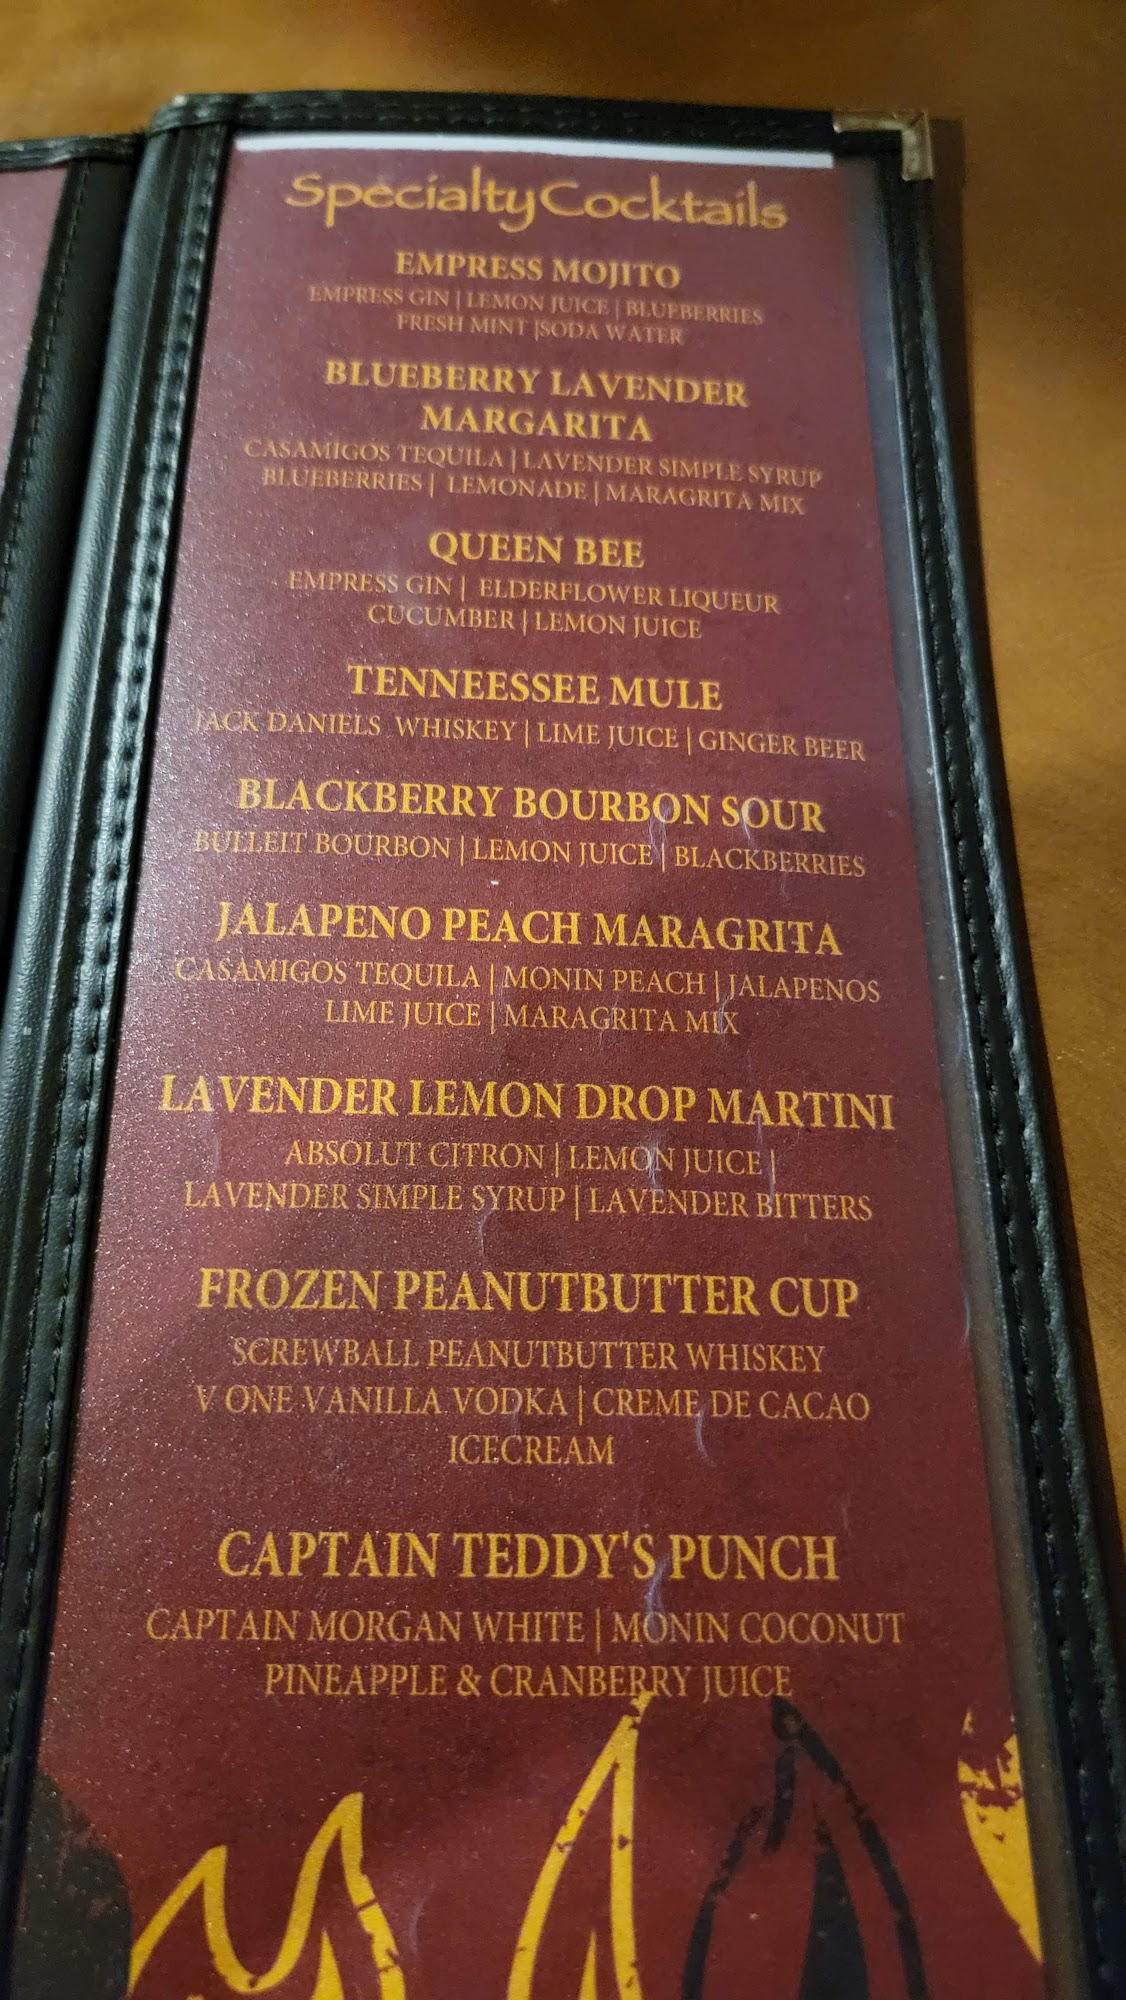 Specialty Cocktails
EMPRESS MOJITO
EMPRESS GIN | LEMON JUICE | BLUEBERRIES
FRESH MINT |SODA WATER
BLUEBERRY LAVENDER
MARGARITA
CASAMIGOS TEQUILA | LAVENDER SIMPLE SYRUP
BLUEBERRIES | LEMONADE | MARAGRITA MIX
QUEEN BEE
EMPRESS GIN | ELDERFLOWER LIQUEUR
CUCUMBER | LEMON JUICE
TENNEESSEE MULE
JACK DANIELS WHISKEY | LIME JUICE | GINGER BEER
BLACKBERRY BOURBON SOUR
BULLEIT BOURBON | LEMON JUICE | BLACKBERRIES
JALAPENO PEACH MARAGRITA
CASAMIGOS TEQUILA | MONIN PEACH | JALAPENOS
LIME JUICE | MARAGRITA MIX
LAVENDER LEMON DROP MARTINI
ABSOLUT CITRON | LEMON JUICE |
LAVENDER SIMPLE SYRUP | LAVENDER BITTERS
FROZEN PEANUTBUTTER CUP
SCREWBALL PEANUTBUTTER WHISKEY
V ONE VANILLA VODKA | CREME DE CACAO
ICECREAM
CAPTAIN TEDDY'S PUNCH
CAPTAIN MORGAN WHITE | MONIN COCONUT
PINEAPPLE & CRANBERRY JUICE